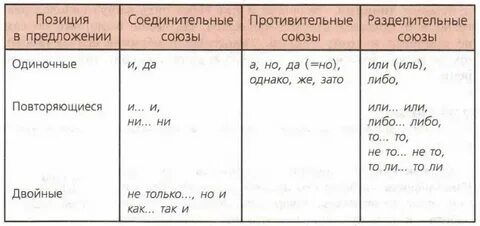 Позиция в предложении
Соединительные союзы
Противительные союзы
Разделительные союзы
Одиночные
и, да
а, но, да (=но),
однако, же, зато
или (иль),
либо,
Повторяющиеся
и... и,
ни... ни
или... или,
либо... либо,
то... то,
не то... не то,
то ли... то ли
Двойные
не только..., но и
как... так и